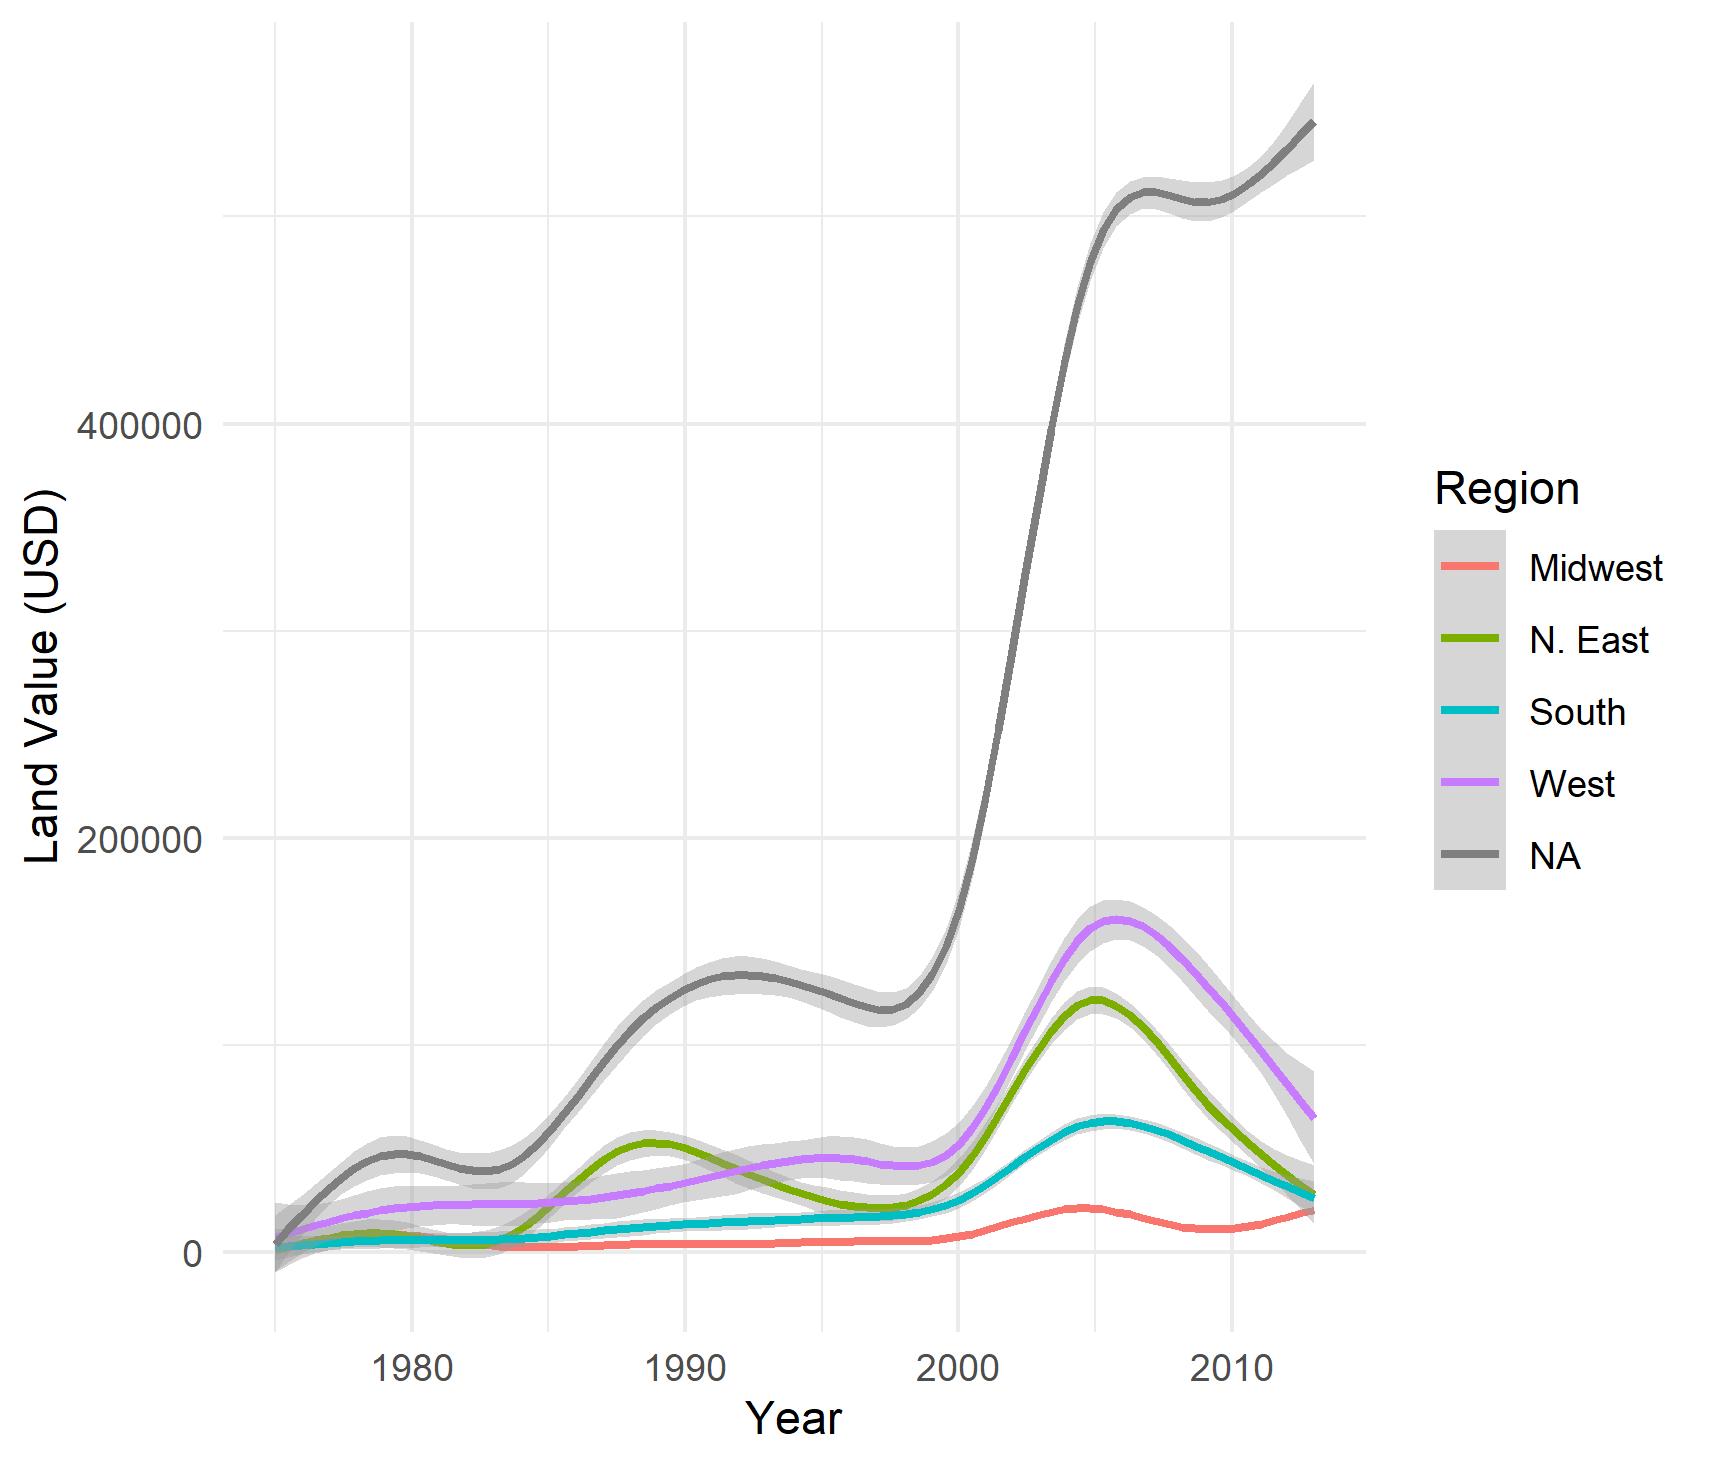 Land Value (USD)
400000
200000
0
1980
1990
2000
2010
Year
Region
Midwest
N. East
South
West
NA